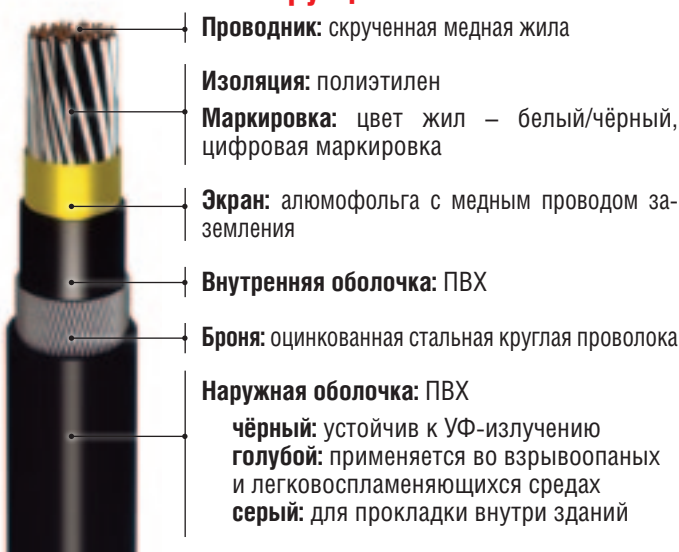 Проводник: скрученная медная жила
Изоляция: полиэтилен
Маркировка: цвет жил – белый/чёрный,
цифровая маркировка
Экран: алюмофольга с медным проводом за-
земления
Внутренняя оболочка: ПВХ
Броня: оцинкованная стальная круглая проволока
Наружная оболочка: ПВХ
чёрный: устойчив к УФ-излучению
голубой: применяется во взрывоопаных
и легковоспламеняющихся средах
серый: для прокладки внутри зданий